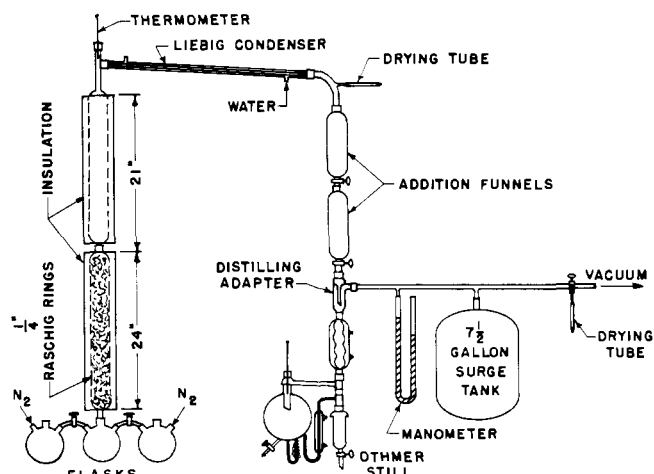 THERMOMETER
LIEBIG CONDENSER
DRYING TUBE
WATER
INSULATION
21"
ADDITION FUNNELS
DISTILLING
ADAPTER
VACUUM
1/4"
RASCHIG RINGS
24"
7 1/2
GALLON
SURGE
TANK
DRYING
TUBE
N2
N2
MANOMETER
OTHMER
STILL
FLASKS